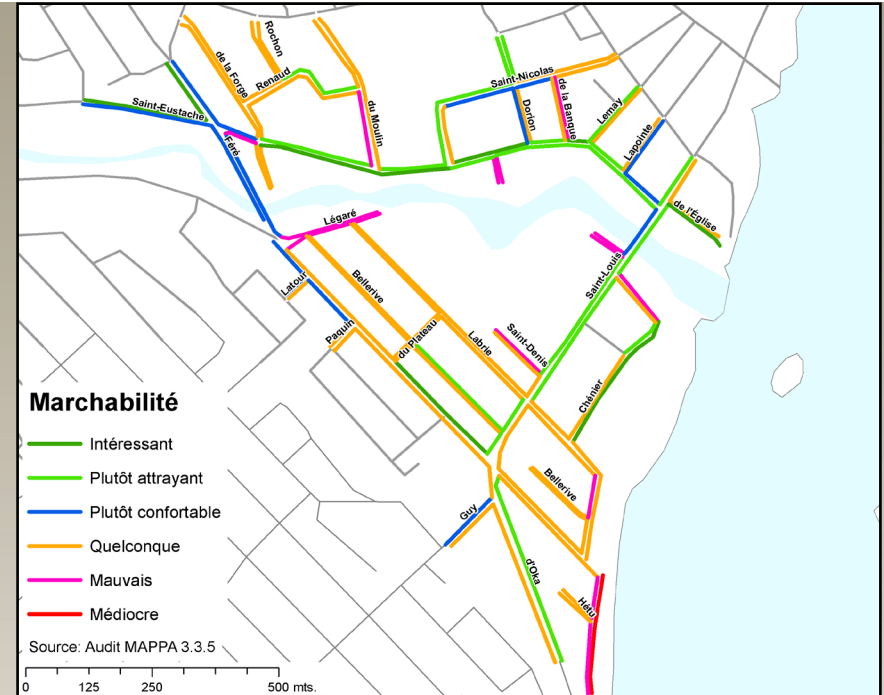 Rochon
de la Forge
Renaud
Saint-Nicolas
Saint-Eustache
du Moulin
Dorion
de la Banque
Lemay
Lapointe
Féré
Légaré
de l'Église
Latour
Bellerive
Saint-Louis
Paquin
du Plateau
Labrie
Saint-Denis
Chénier
Bellerive
Guy
d'Oka
Hétu
Marchabilité
Intéressant
Plutôt attrayant
Plutôt confortable
Quelconque
Mauvais
Médiocre
Source: Audit MAPPA 3.3.5
0 125 250 500 mts.